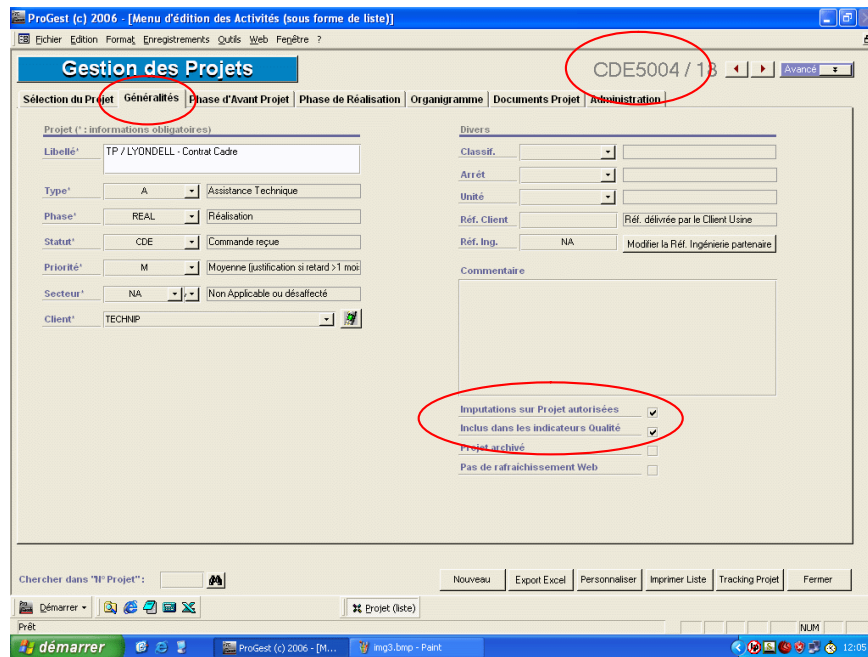 ProGest (c) 2006 - [Menu d'édition des Activités (sous forme de liste)]
Fichier Edition Format Enregistrements Outils Web Fenêtre ?
Gestion des Projets
CDE5004 / 18
Avancé
Sélection du Projet Généralités Phase d'Avant Projet Phase de Réalisation Organigramme Documents Projet Administration
Projet (* : informations obligatoires)
Divers
Libellé* TP / LYONDELL - Contrat Cadre
Classif.
Arrêt
Type* A Assistance Technique
Unité
Phase* REAL Réalisation
Réf. Client Réf. délivrée par le Cllient Usine
Statut* CDE Commande reçue
Réf. Ing. NA Modifier la Réf. Ingénierie partenaire
Priorité* M Moyenne (justification si retard >1 moi
Commentaire
Secteur* NA Non Applicable ou désaffecté
Client* TECHNIP
Imputations sur Projet autorisées
Inclus dans les indicateurs Qualité
Projet archivé
Pas de rafraîchissement Web
Chercher dans "N° Projet" :
Nouveau Export Excel Personnaliser Imprimer Liste Tracking Projet Fermer
Démarrer Projet (liste)
Prêt NUM
démarrer ProGest (c) 2006 - [M... img3.bmp - Paint 12:05